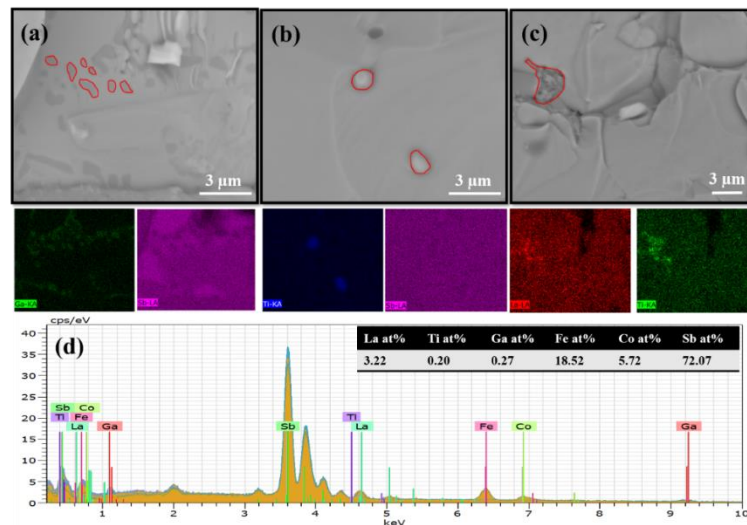 (a)
(b)
(c)
3 μm
3 μm
3 μm
Ga-KA
Sb-LA
Ti-KA
Sb-LA
La-LA
Ti-KA
cps/eV
(d)
La at% Ti at% Ga at% Fe at% Co at% Sb at%
3.22 0.20 0.27 18.52 5.72 72.07
40
35
30
25
20
15
10
5
0
Sb Co
Ti Fe
La Ga
Sb
Ti
La
Fe
Co
Ga
1 2 3 4 5 6 7 8 9 10
keV